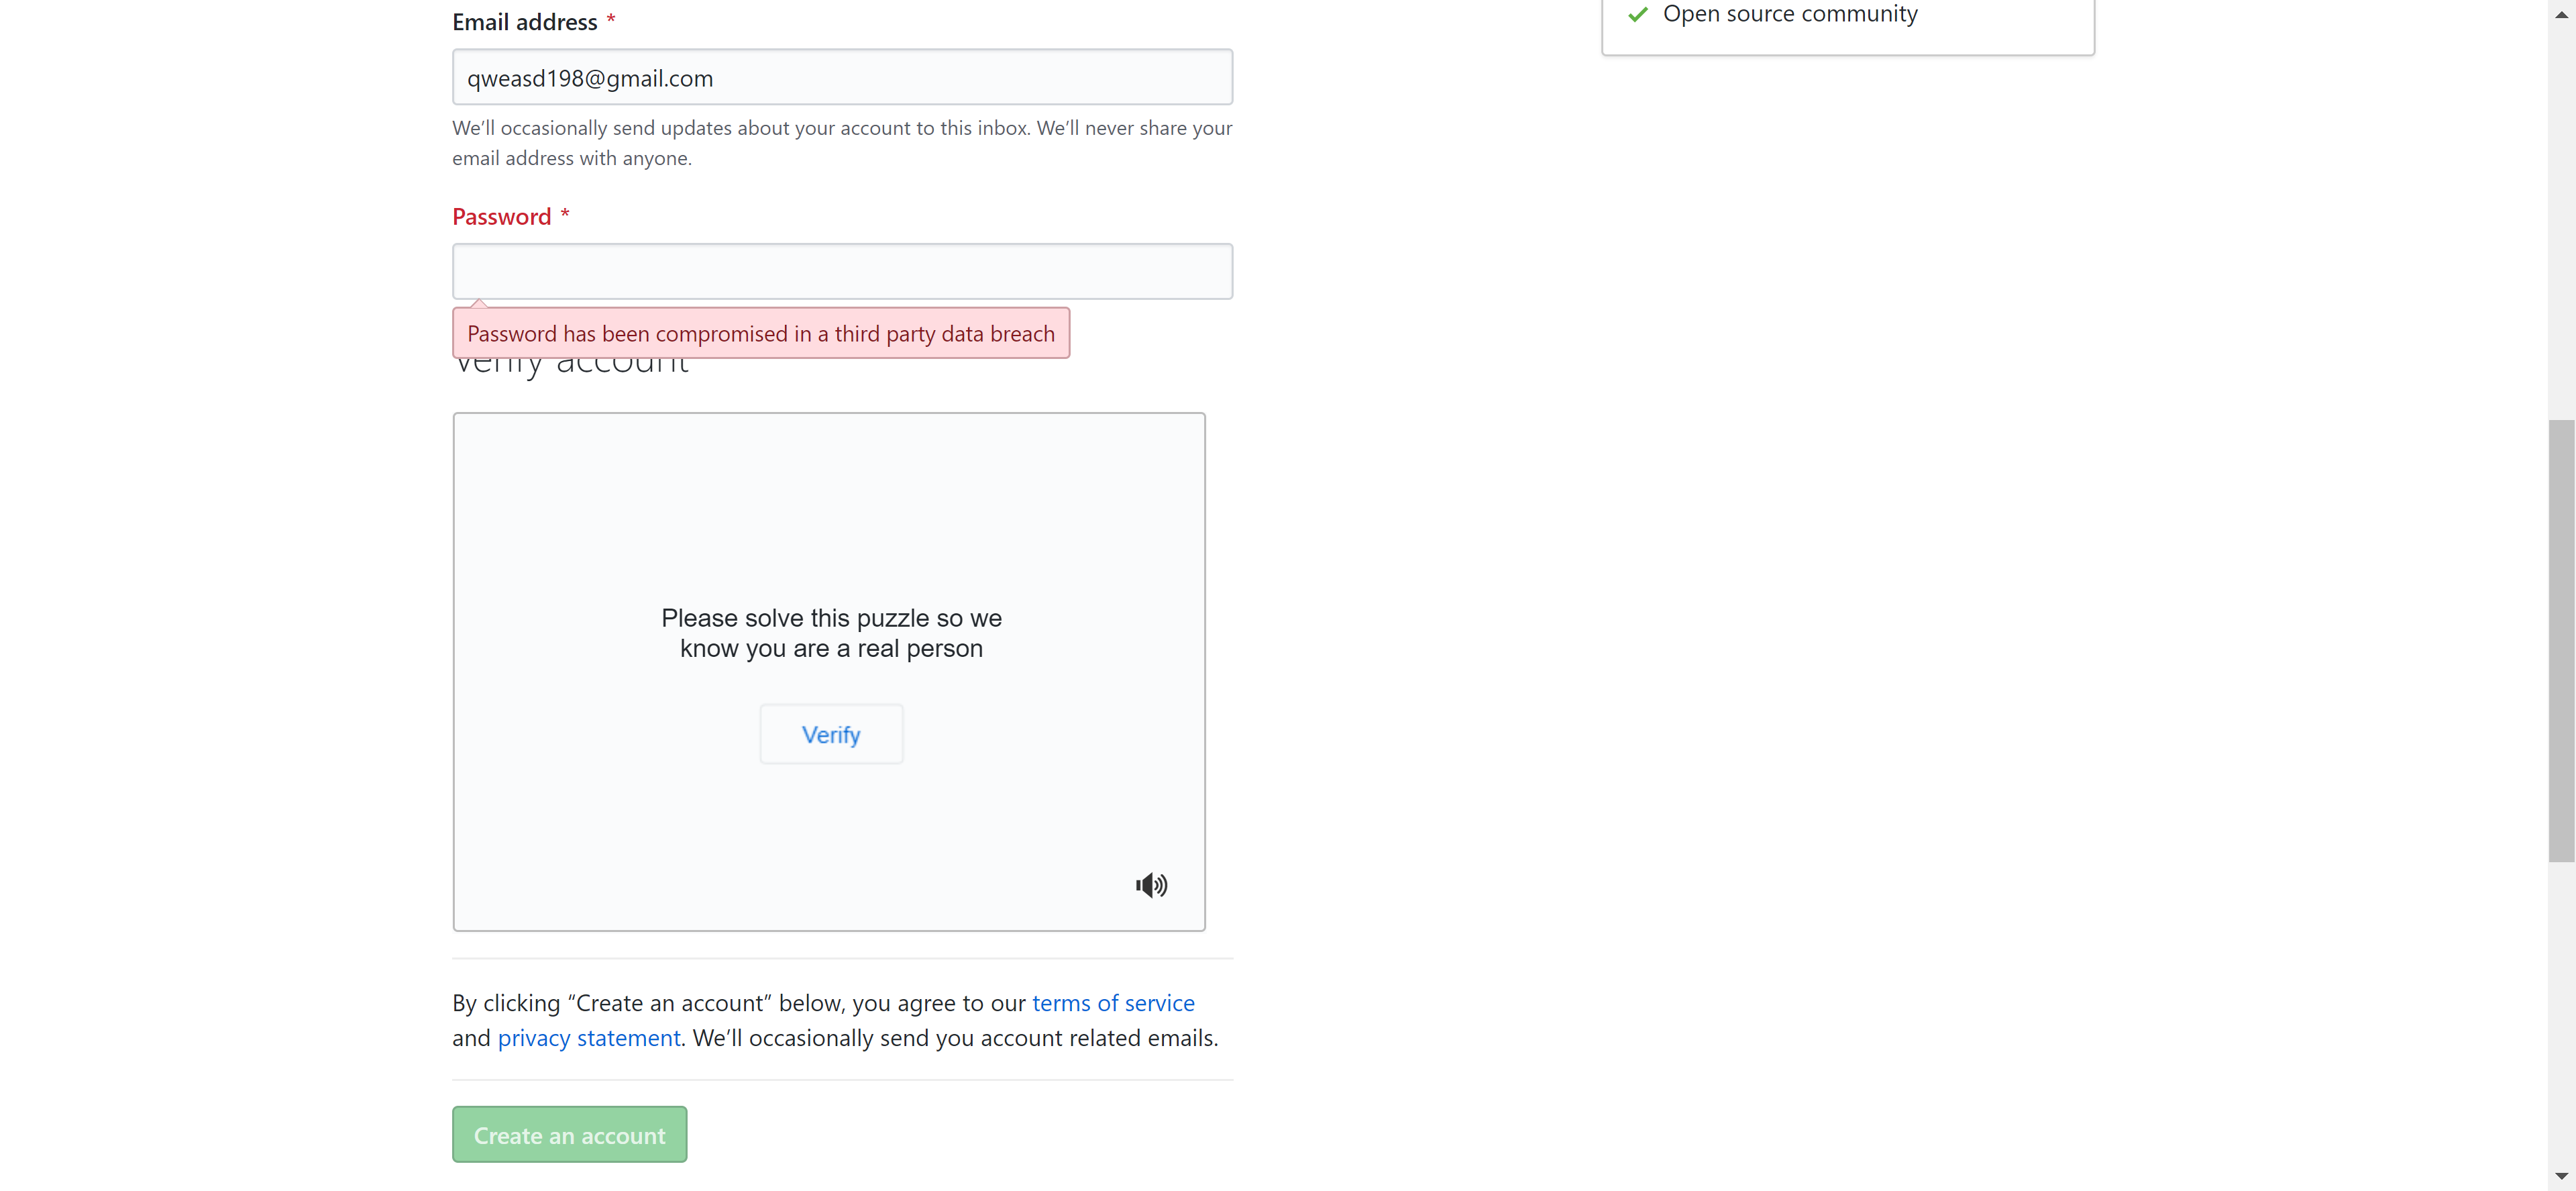 Email address *
Open source community
qweasd198@gmail.com
We’ll occasionally send updates about your account to this inbox. We’ll never share your
email address with anyone.
Password *
Password has been compromised in a third party data breach
Verify account
Please solve this puzzle so we
know you are a real person
Verify
By clicking “Create an account” below, you agree to our terms of service
and privacy statement. We’ll occasionally send you account related emails.
Create an account